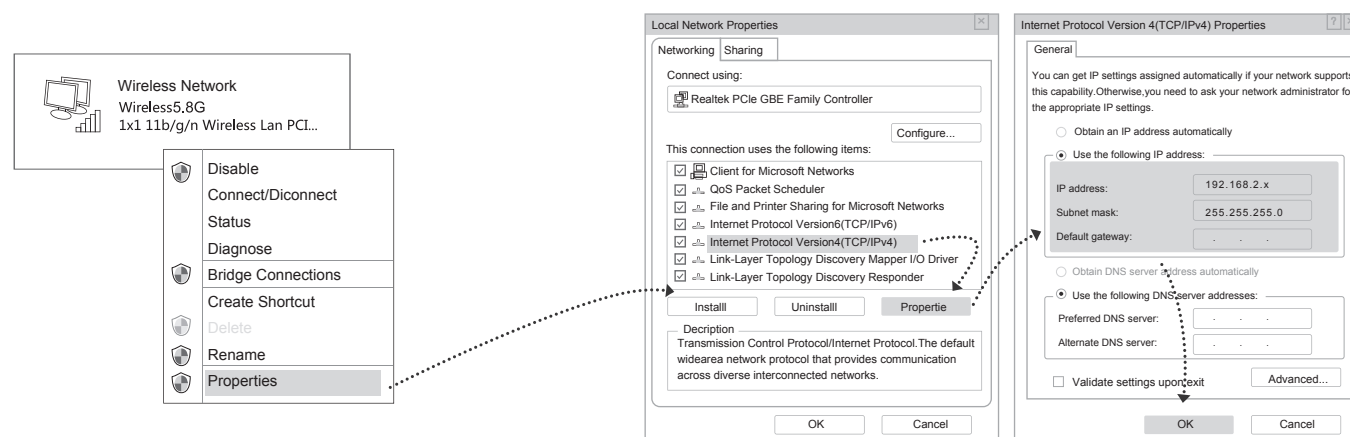 Wireless Network
Wireless5.8G
1x1 11b/g/n Wireless Lan PCI...
Disable
Connect/Diconnect
Status
Diagnose
Bridge Connections
Create Shortcut
Delete
Rename
Properties
Local Network Properties
Networking Sharing
Connect using:
Realtek PCIe GBE Family Controller
Configure...
This connection uses the following items:
Client for Microsoft Networks
QoS Packet Scheduler
File and Printer Sharing for Microsoft Networks
Internet Protocol Version6(TCP/IPv6)
Internet Protocol Version4(TCP/IPv4)
Link-Layer Topology Discovery Mapper I/O Driver
Link-Layer Topology Discovery Responder
Installl Uninstalll Propertie
Decription
Transmission Control Protocol/Internet Protocol.The default
widearea network protocol that provides communication
across diverse interconnected networks.
OK Cancel
Internet Protocol Version 4(TCP/IPv4) Properties
General
You can get IP settings assigned automatically if your network supports
this capability.Otherwise,you need to ask your network administrator fo
the appropriate IP settings.
Obtain an IP address automatically
Use the following IP address:
IP address: 192.168.2.x
Subnet mask: 255.255.255.0
Default gateway: . . .
Obtain DNS server address automatically
Use the following DNS server addresses:
Preferred DNS server: . . .
Alternate DNS server: . . .
Validate settings upon exit Advanced...
OK Cancel